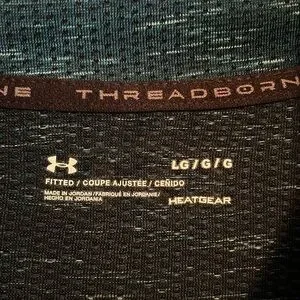 NE THREADBORN
LG / G / G
FITTED / COUPE AJUSTÉE / CEÑIDO
MADE IN JORDAN / FABRIQUÉ EN JORDANIE /
HECHO EN JORDANIA
HEATGEAR